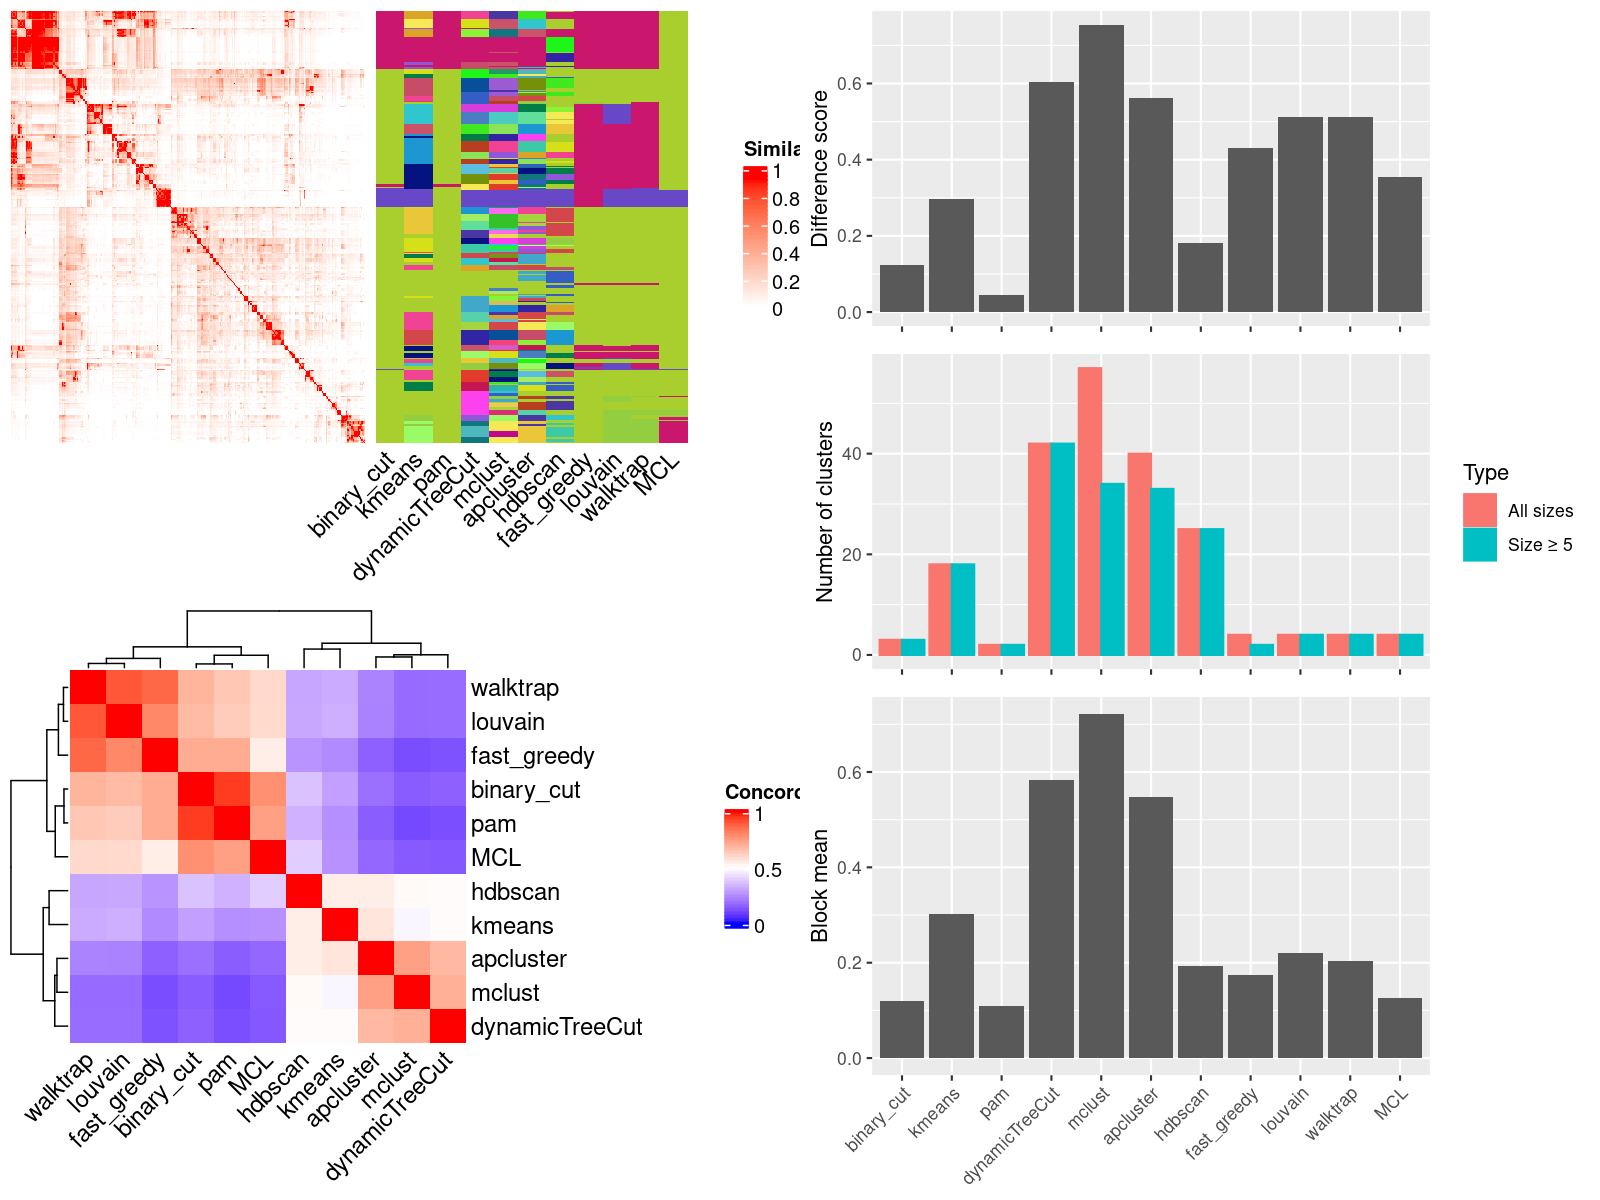 Simila
1
0.8
0.6
0.4
0.2
0
binary_cut
kmeans
pam
dynamicTreeCut
mclust
apcluster
hdbscan
fast_greedy
louvain
walktrap
MCL
Difference score
0.6
0.4
0.2
0.0
Number of clusters
40
20
0
Type
All sizes
Size ≥ 5
walktrap
louvain
fast_greedy
binary_cut
pam
MCL
hdbscan
kmeans
apcluster
mclust
dynamicTreeCut
walktrap
louvain
fast_greedy
binary_cut
pam
MCL
hdbscan
kmeans
apcluster
mclust
dynamicTreeCut
Concord
1
0.5
0
Block mean
0.6
0.4
0.2
0.0
binary_cut
kmeans
pam
dynamicTreeCut
mclust
apcluster
hdbscan
fast_greedy
louvain
walktrap
MCL